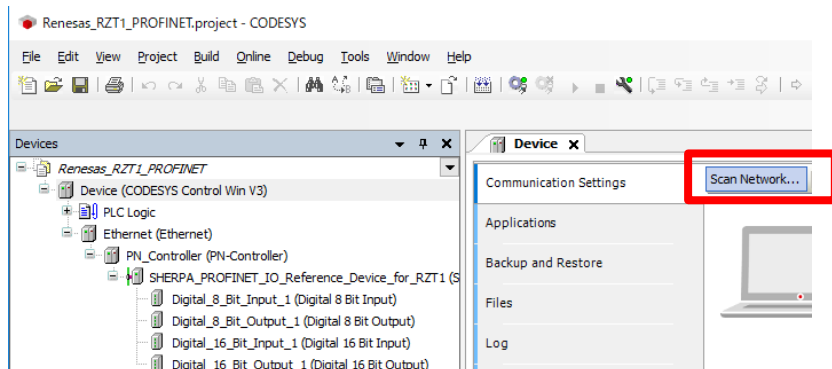 Renesas_RZT1_PROFINET.project - CODESYS
File Edit View Project Build Online Debug Tools Window Help
Devices
Device
Renesas_RZT1_PROFINET
Device (CODESYS Control Win V3)
PLC Logic
Ethernet (Ethernet)
PN_Controller (PN-Controller)
SHERPA_PROFINET_IO_Reference_Device_for_RZT1 (S
Digital_8_Bit_Input_1 (Digital 8 Bit Input)
Digital_8_Bit_Output_1 (Digital 8 Bit Output)
Digital_16_Bit_Input_1 (Digital 16 Bit Input)
Digital_16_Bit_Output_1 (Digital 16 Bit Output)
Communication Settings
Scan Network...
Applications
Backup and Restore
Files
Log